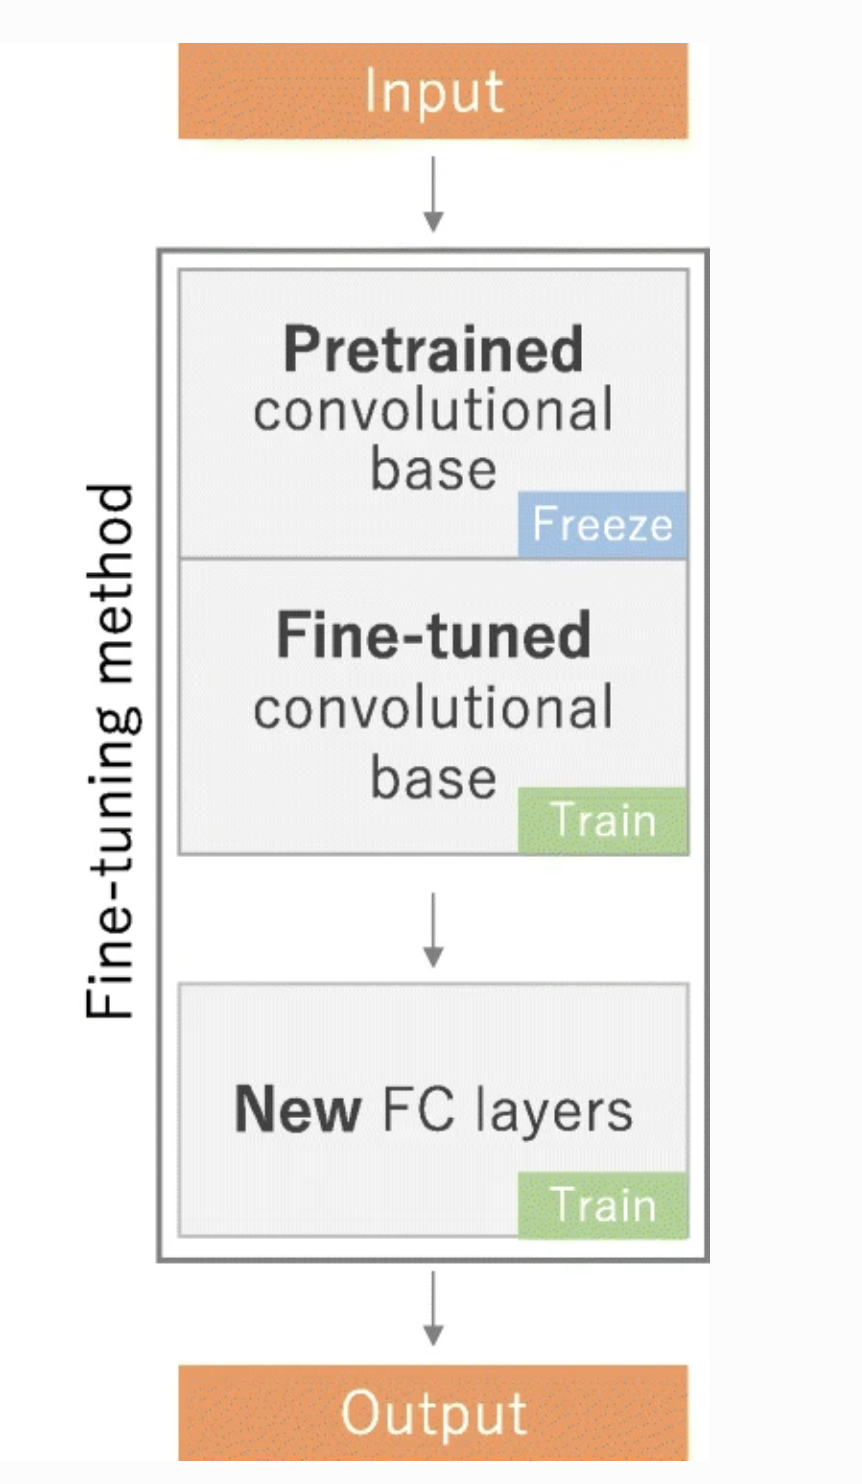 Input
Fine-tuning method
Pretrained
convolutional
base
Freeze
Fine-tuned
convolutional
base
Train
New FC layers
Train
Output